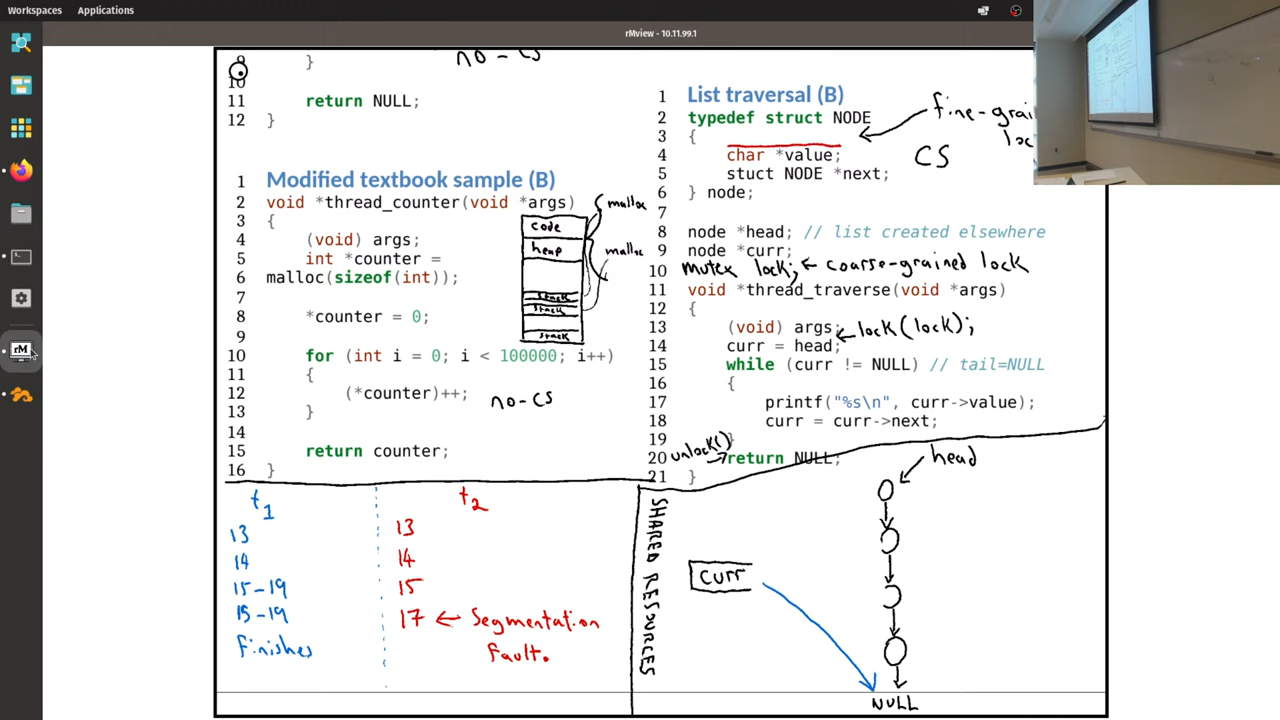 Workspaces Applications
rMview - 10.11.99.1
9 }
10
11 return NULL;
12 }
no-CS
Modified textbook sample (B)
1
2 void *thread_counter(void *args)
3 {
4 (void) args;
5 int *counter =
6 malloc(sizeof(int));
7
8 *counter = 0;
9
10 for (int i = 0; i < 100000; i++)
11 {
12 (*counter)++;
13 }
14
15 return counter;
16 }
no-CS
code
heap
stack
stack
stack
malloc
malloc
List traversal (B)
1
2 typedef struct NODE
3 {
4 char *value;
5 stuct NODE *next;
6 } node;
7
8 node *head; // list created elsewhere
9 node *curr;
10 mutex lock; ← coarse-grained lock
11 void *thread_traverse(void *args)
12 {
13 (void) args;
lock(lock);
14 curr = head;
15 while (curr != NULL) // tail=NULL
16 {
17 printf("%s\n", curr->value);
18 curr = curr->next;
19 }
unlock()
20 return NULL;
21 }
fine-grai
lo
CS
t1
13
14
15-19
15-19
finishes
t2
13
14
15
17 ← Segmentation
fault.
SHARED RESOURCES
curr
head
NULL
rM